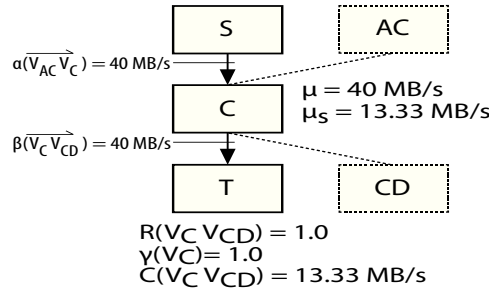 S
AC
α(V_AC V_C) = 40 MB/s
C
μ = 40 MB/s
μ_s = 13.33 MB/s
β(V_C V_CD) = 40 MB/s
T
CD
R(V_C V_CD) = 1.0
γ(V_C)= 1.0
C(V_C V_CD) = 13.33 MB/s